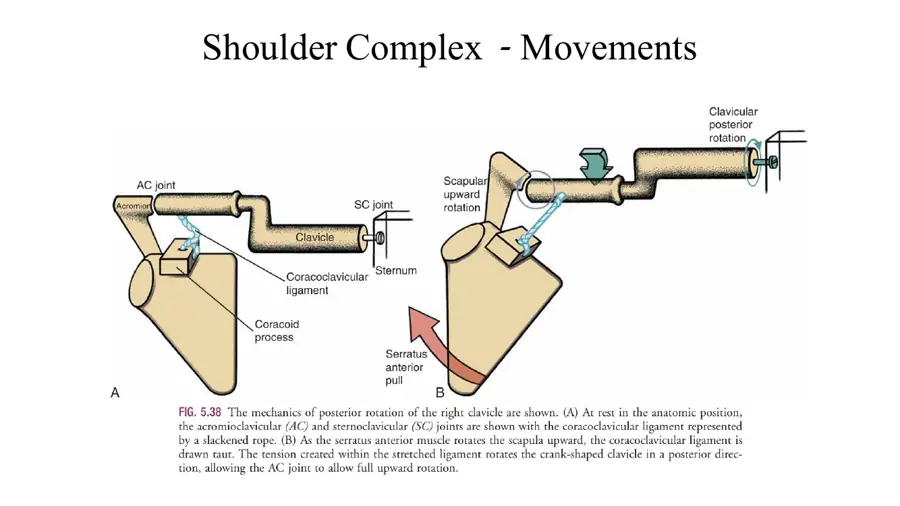 Shoulder Complex - Movements
Clavicular
posterior
rotation
AC joint
Acromion
SC joint
Clavicle
Sternum
Coracoclavicular
ligament
Coracoid
process
A
Scapular
upward
rotation
Serratus
anterior
pull
B
FIG. 5.38 The mechanics of posterior rotation of the right clavicle are shown. (A) At rest in the anatomic position,
the acromioclavicular (AC) and sternoclavicular (SC) joints are shown with the coracoclavicular ligament represented
by a slackened rope. (B) As the serratus anterior muscle rotates the scapula upward, the coracoclavicular ligament is
drawn taut. The tension created within the stretched ligament rotates the crank-shaped clavicle in a posterior direc-
tion, allowing the AC joint to allow full upward rotation.